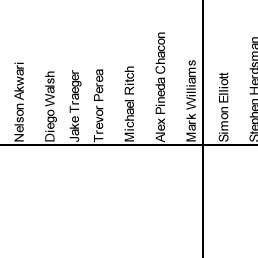 Nelson Akwari
Diego Walsh
Jake Traeger
Trevor Perea
Michael Ritch
Alex Pineda Chacon
Mark Williams
Simon Elliott
Stephen Herdsman